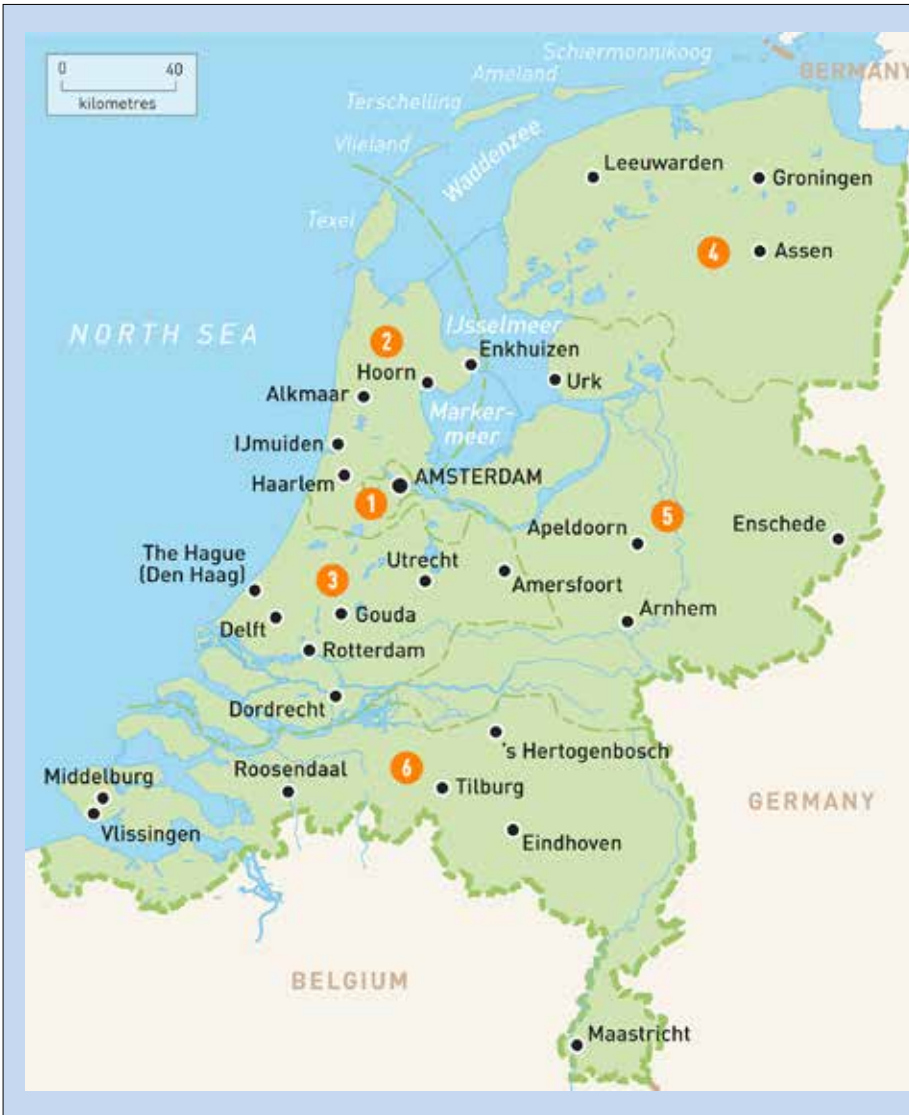 0 40
kilometres
Schiermonnikoog
Ameland
GERMANY
Terschelling
Vlieland
Waddenzee
Texel
Leeuwarden
Groningen
4
Assen
NORTH SEA
2
IJsselmeer
Enkhuizen
Hoorn
Urk
Alkmaar
Marker-
meer
IJmuiden
Haarlem
AMSTERDAM
1
5
Apeldoorn
Enschede
The Hague
(Den Haag)
3
Utrecht
Amersfoort
Delft
Gouda
Arnhem
Rotterdam
Dordrecht
's Hertogenbosch
6
Roosendaal
Tilburg
Middelburg
Vlissingen
Eindhoven
GERMANY
BELGIUM
Maastricht